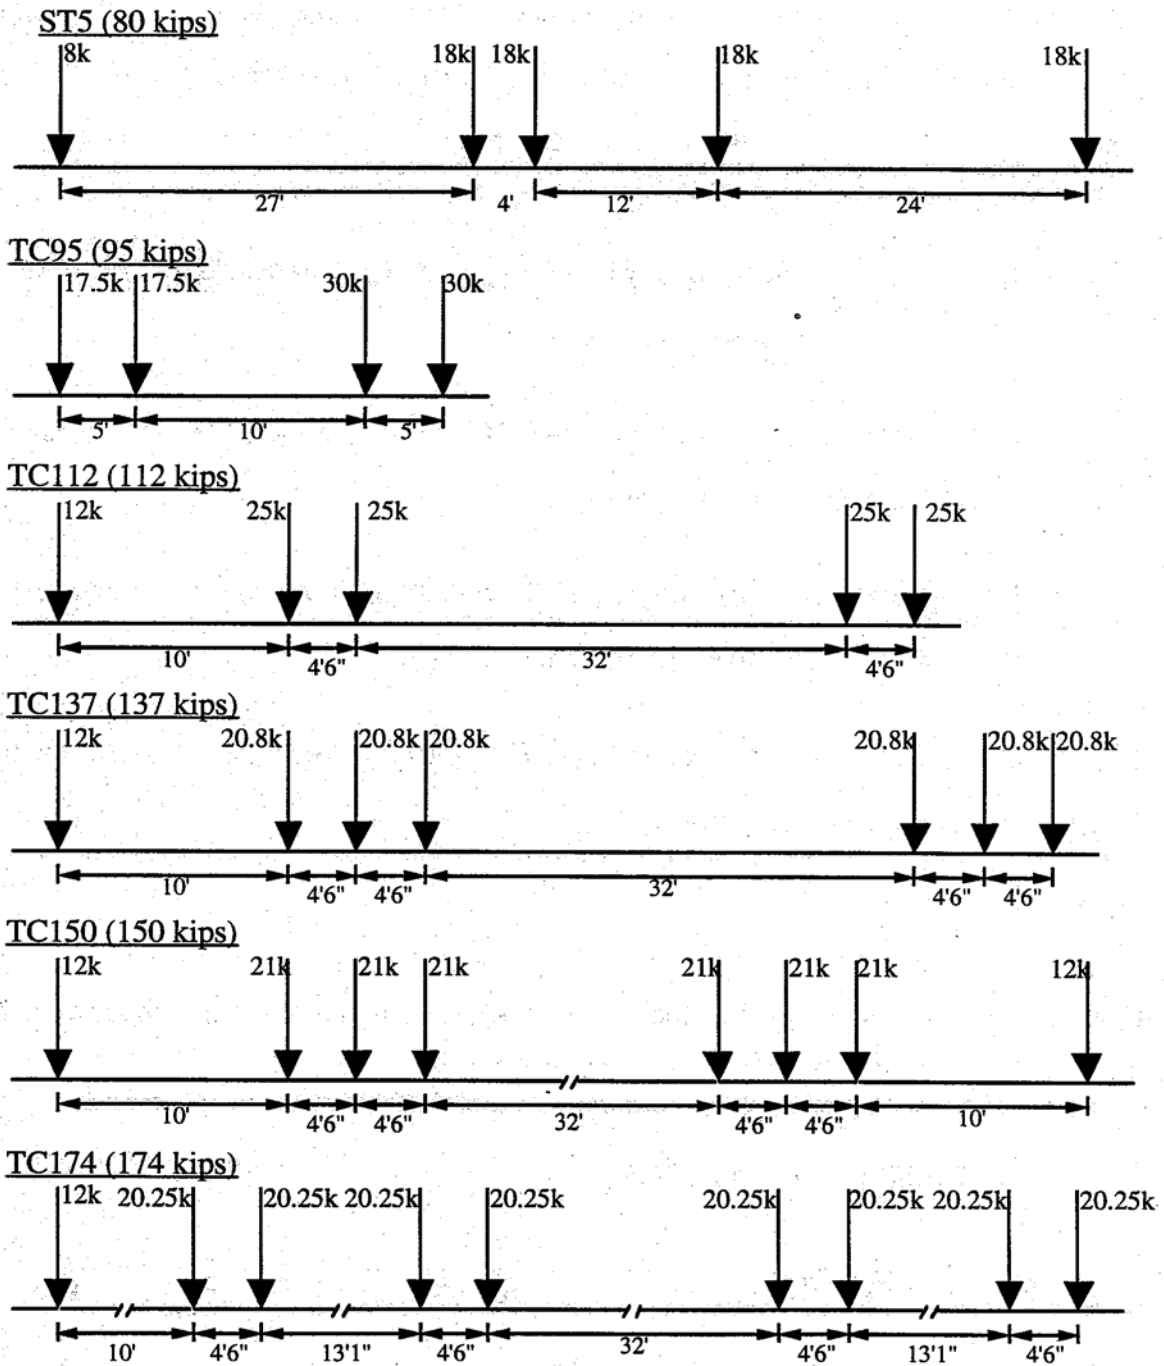 ST5 (80 kips)
8k 18k 18k 18k 18k
27' 4' 12' 24'
TC95 (95 kips)
17.5k 17.5k 30k 30k
5' 10' 5'
TC112 (112 kips)
12k 25k 25k 25k 25k
10' 4'6" 32' 4'6"
TC137 (137 kips)
12k 20.8k 20.8k 20.8k 20.8k 20.8k 20.8k
10' 4'6" 4'6" 32' 4'6" 4'6"
TC150 (150 kips)
12k 21k 21k 21k 21k 21k 21k 12k
10' 4'6" 4'6" 32' 4'6" 4'6" 10'
TC174 (174 kips)
12k 20.25k 20.25k 20.25k 20.25k 20.25k 20.25k 20.25k 20.25k
10' 4'6" 13'1" 4'6" 32' 4'6" 13'1" 4'6"